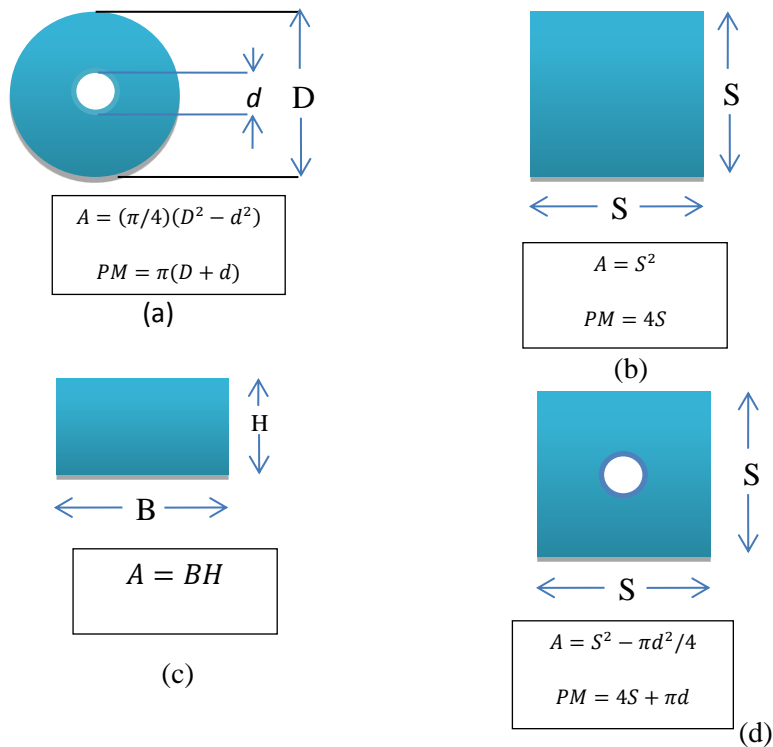 d
D
A = (π/4)(D² − d²)
PM = π(D + d)
(a)
S
S
A = S²
PM = 4S
(b)
H
B
A = BH
(c)
S
S
A = S² − πd²/4
PM = 4S + πd
(d)